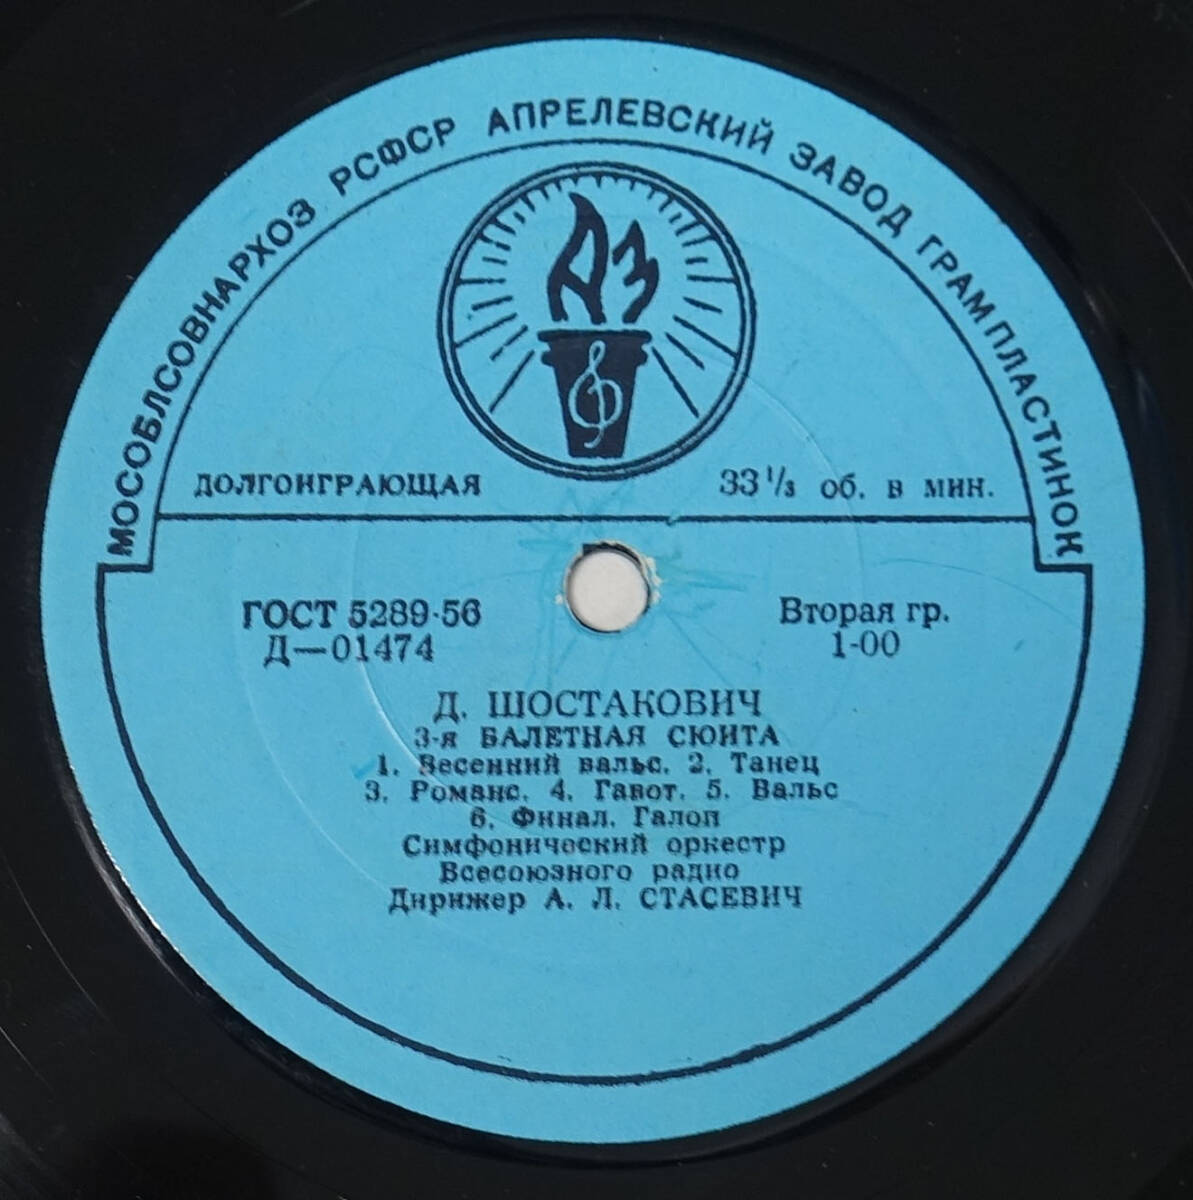 МОСОБЛСОВНАРХОЗ РСФСР АПРЕЛЕВСКИЙ ЗАВОД ГРАМПЛАСТИНОК
АЗ
ДОЛГОИГРАЮЩАЯ 33 1/3 об. в мин.
ГОСТ 5289-56 Вторая гр.
Д—01474 1-00
Д. ШОСТАКОВИЧ
3-я БАЛЕТНАЯ СЮИТА
1. Весенний вальс. 2. Танец
3. Романс. 4. Гавот. 5. Вальс
6. Финал. Галоп
Симфонический оркестр
Всесоюзного радио
Дирижер А. Л. СТАСЕВИЧ